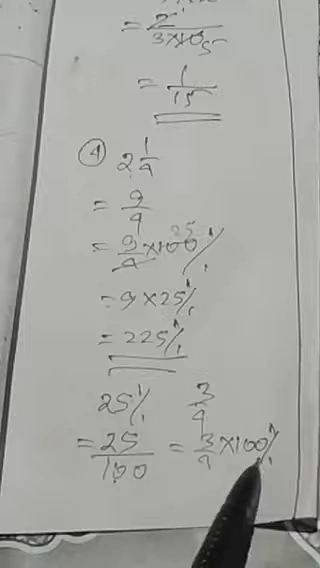 = 2 / 3×10 5
= 1/15
④ 2 1/4
= 9/4
= 9/4 ×100% 25
= 9×25%
= 225%
25% 3/4
= 25/100 = 3/4 ×100%